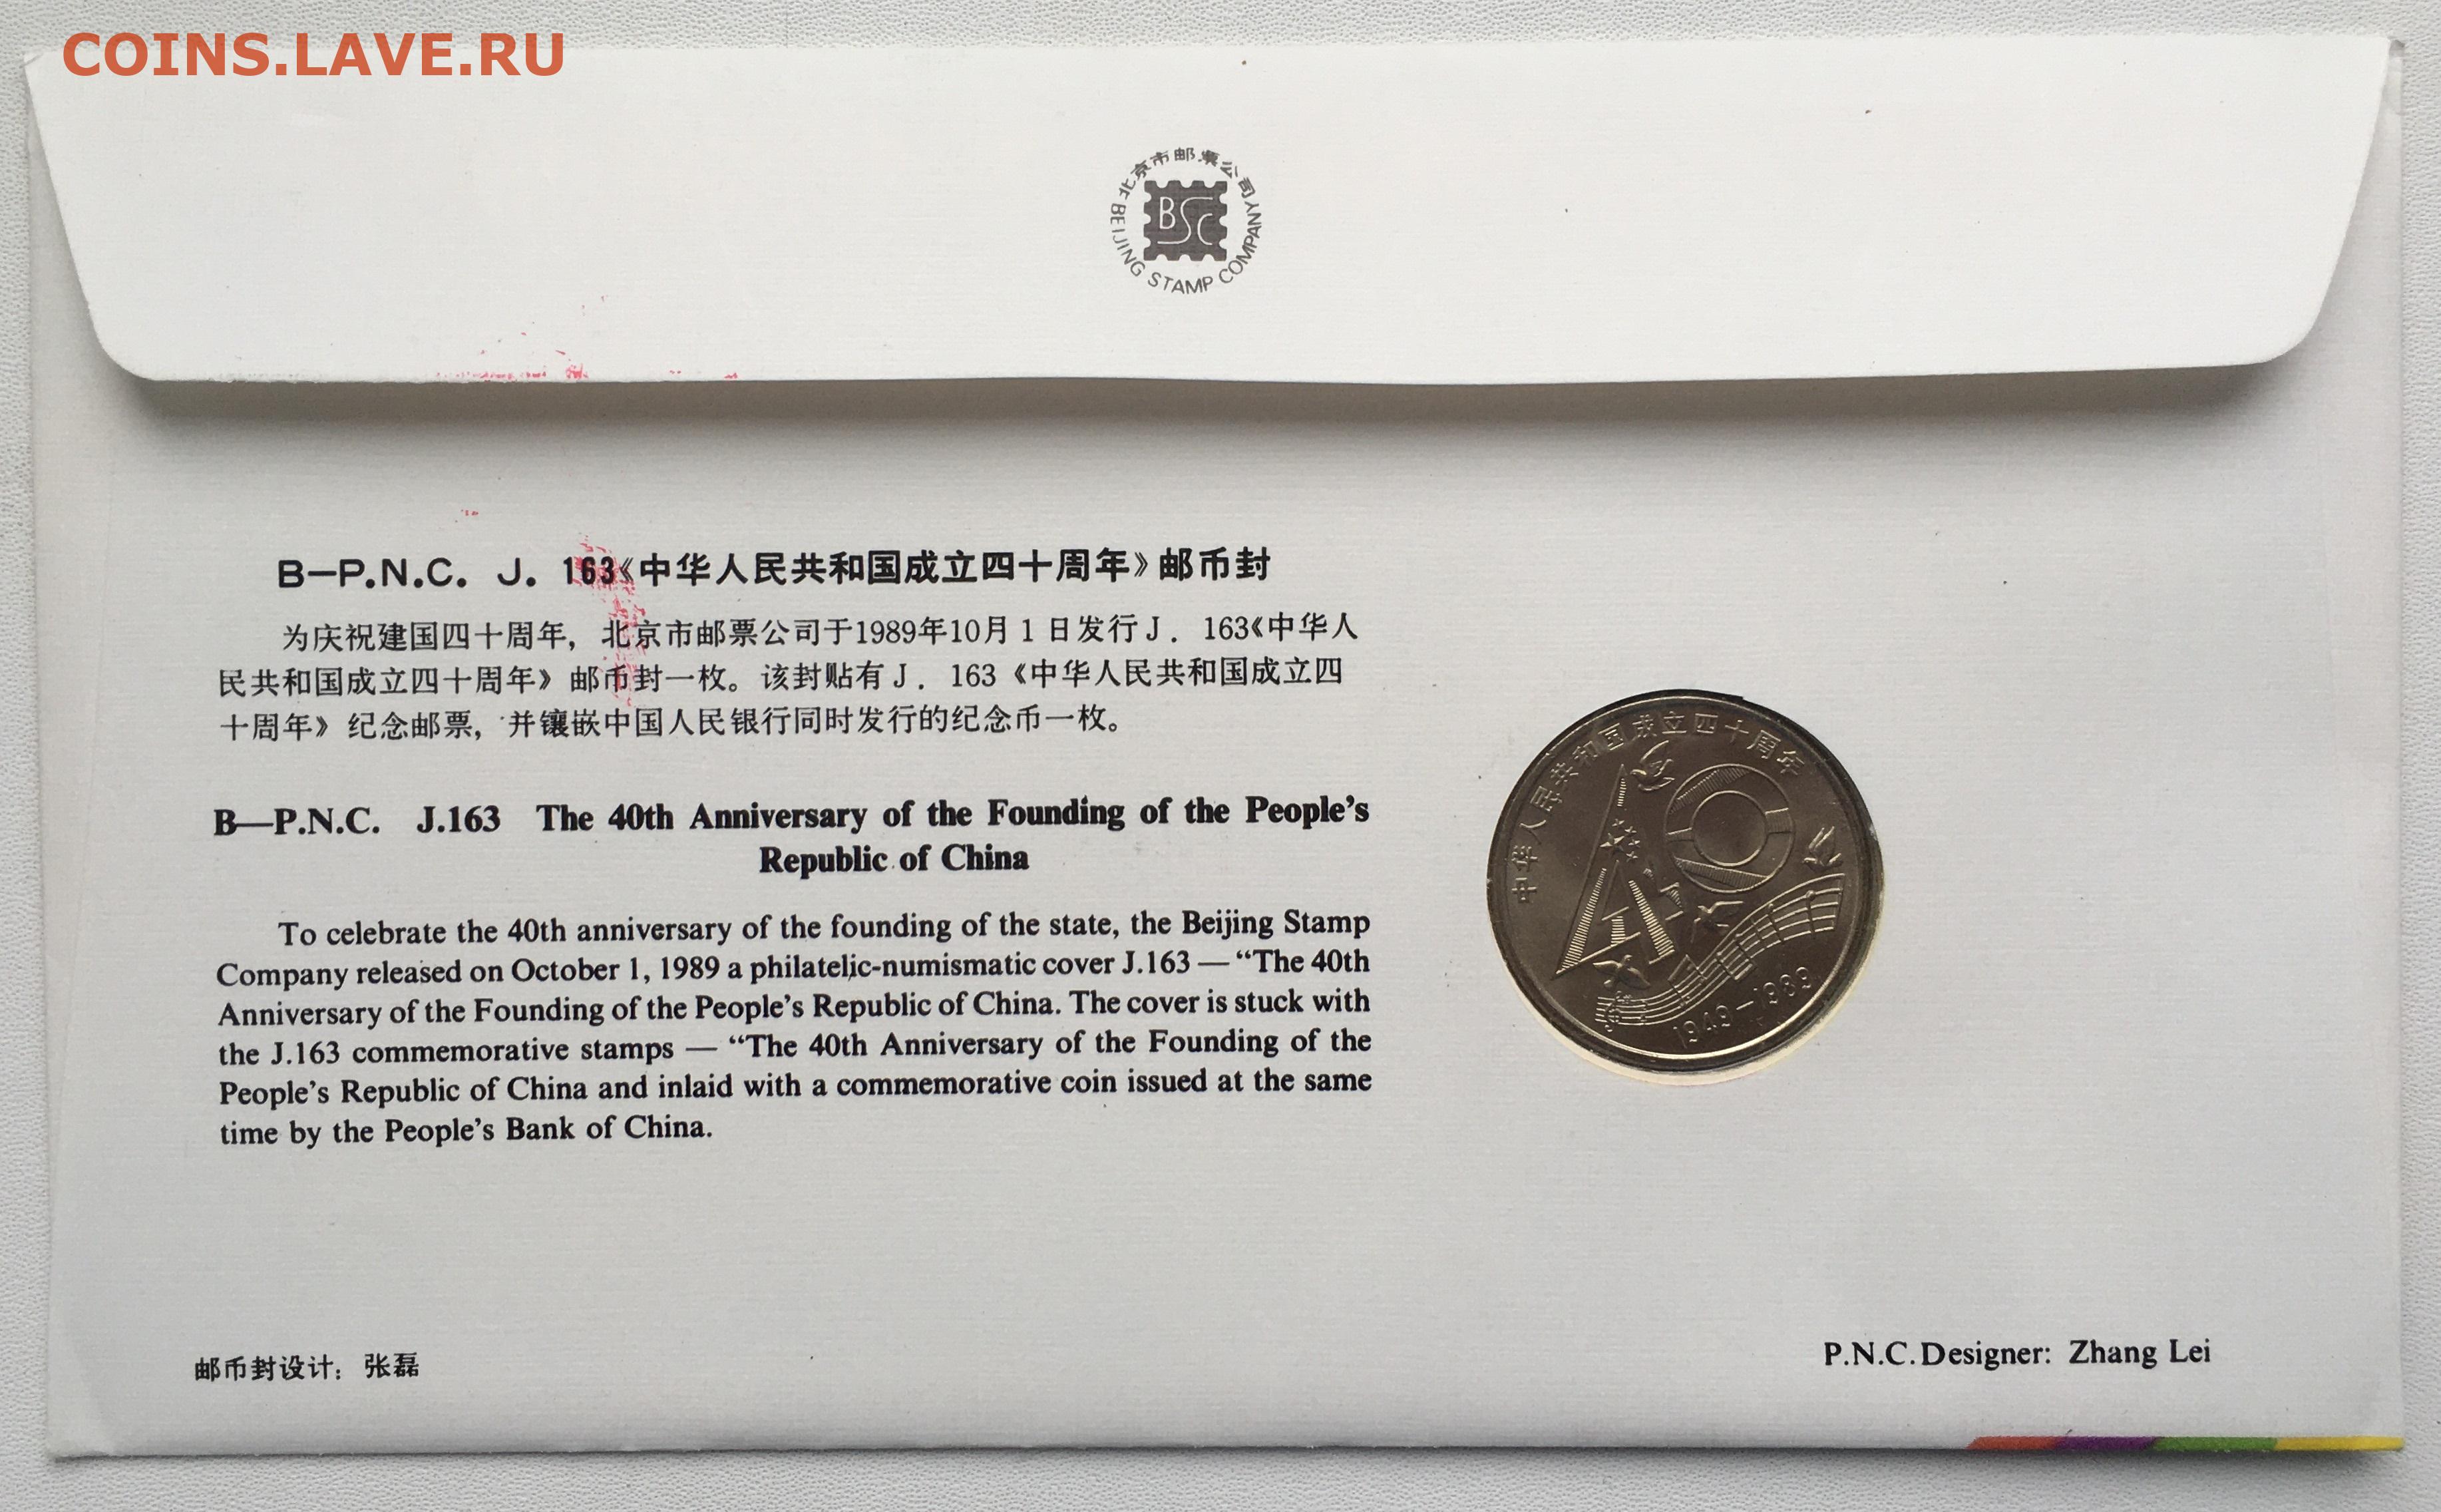 COINS.LAVE.RU
北京市邮票公司
BSC
BEIJING STAMP COMPANY
B—P.N.C. J. 163《中华人民共和国成立四十周年》邮币封
为庆祝建国四十周年，北京市邮票公司于1989年10月1日发行J．163《中华人
民共和国成立四十周年》邮币封一枚。该封贴有J．163《中华人民共和国成立四
十周年》纪念邮票，并镶嵌中国人民银行同时发行的纪念币一枚。
B—P.N.C. J.163 The 40th Anniversary of the Founding of the People's
Republic of China
To celebrate the 40th anniversary of the founding of the state, the Beijing Stamp
Company released on October 1, 1989 a philatelic-numismatic cover J.163 — “The 40th
Anniversary of the Founding of the People's Republic of China. The cover is stuck with
the J.163 commemorative stamps — “The 40th Anniversary of the Founding of the
People's Republic of China and inlaid with a commemorative coin issued at the same
time by the People's Bank of China.
中华人民共和国成立四十周年
40
1949—1989
邮币封设计：张磊
P.N.C.Designer: Zhang Lei